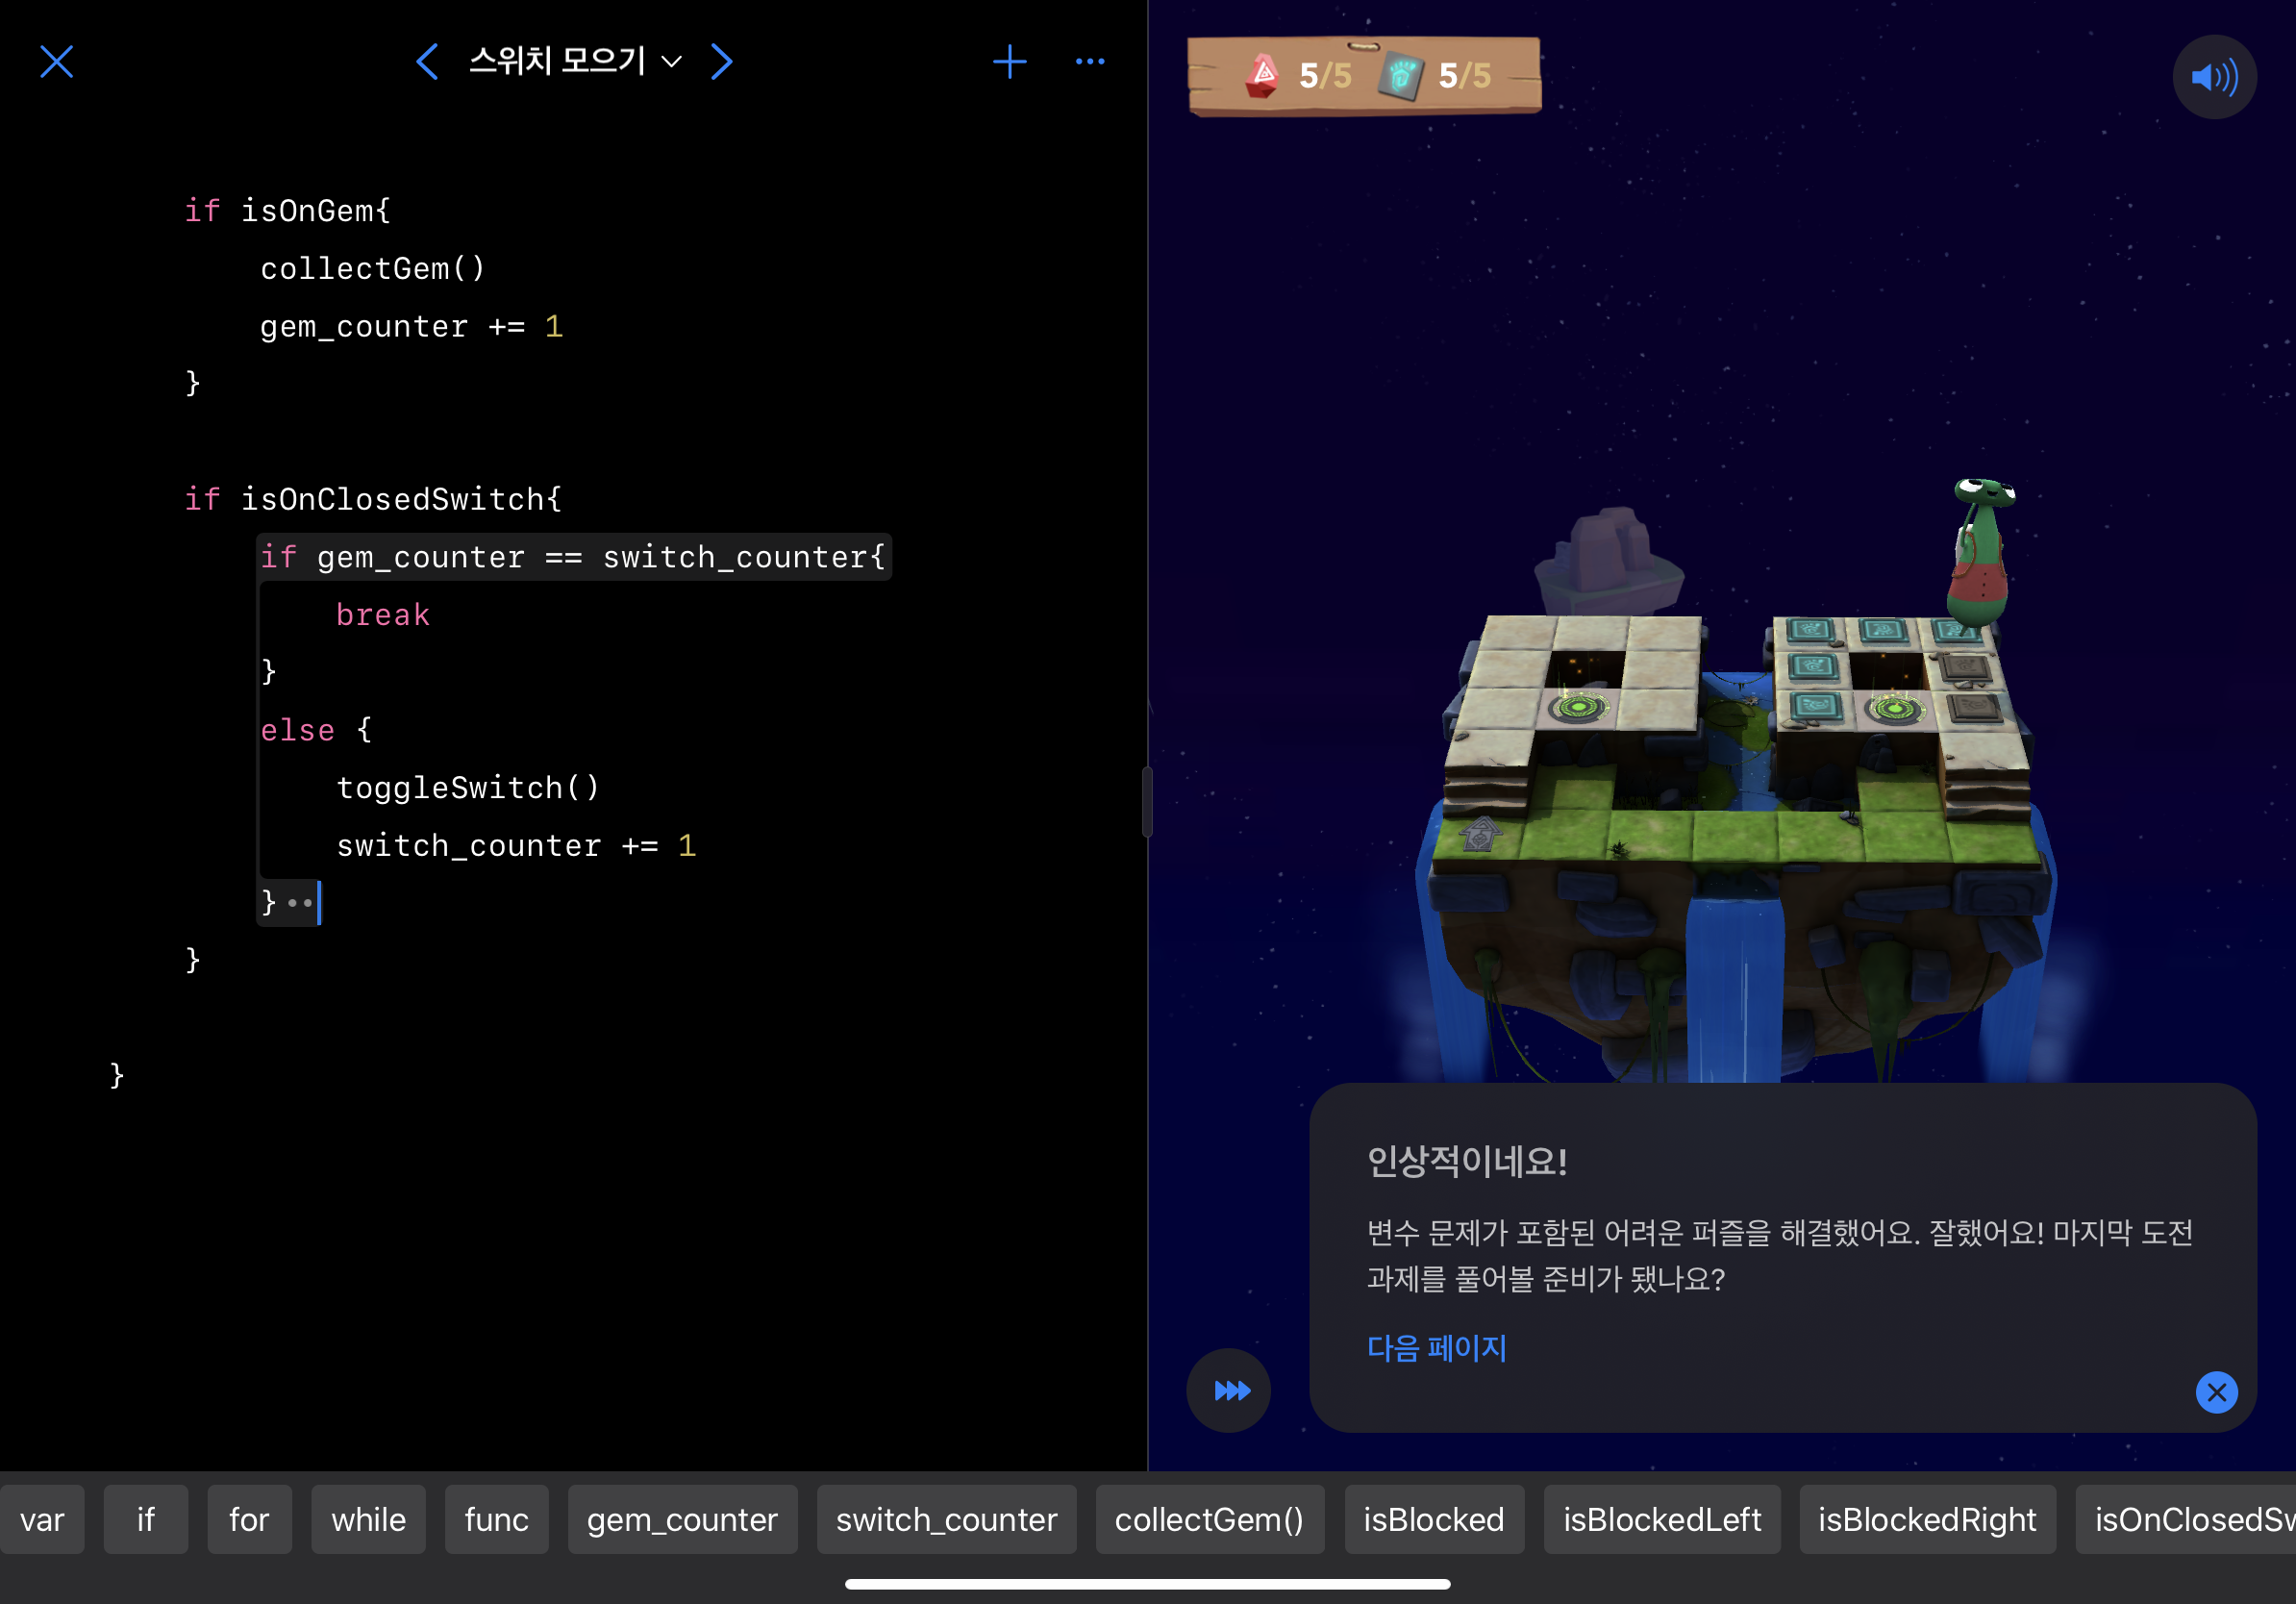 스위치 모으기
if isOnGem{
collectGem()
gem_counter += 1
}
if isOnClosedSwitch{
if gem_counter == switch_counter{
break
}
else {
toggleSwitch()
switch_counter += 1
}
}
}
5/5 5/5
인상적이네요!
변수 문제가 포함된 어려운 퍼즐을 해결했어요. 잘했어요! 마지막 도전
과제를 풀어볼 준비가 됐나요?
다음 페이지
var if for while func gem_counter switch_counter collectGem() isBlocked isBlockedLeft isBlockedRight isOnClosedSw